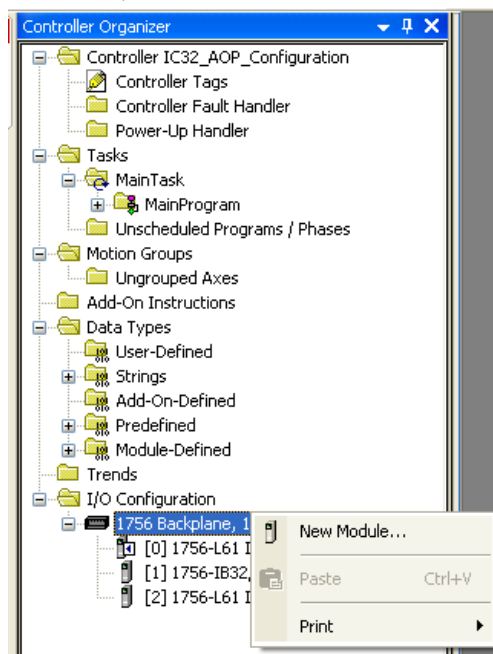 Controller Organizer
Controller IC32_AOP_Configuration
Controller Tags
Controller Fault Handler
Power-Up Handler
Tasks
MainTask
MainProgram
Unscheduled Programs / Phases
Motion Groups
Ungrouped Axes
Add-On Instructions
Data Types
User-Defined
Strings
Add-On-Defined
Predefined
Module-Defined
Trends
I/O Configuration
1756 Backplane, 1
[0] 1756-L61 I
[1] 1756-IB32,
[2] 1756-L61 I
New Module...
Paste Ctrl+V
Print